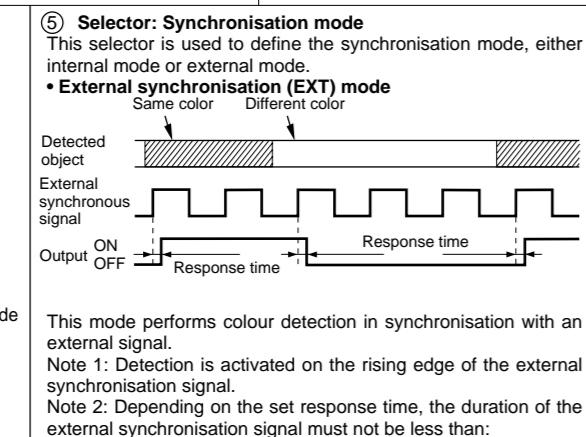 ⑤ Selector: Synchronisation mode
This selector is used to define the synchronisation mode, either
internal mode or external mode.
• External synchronisation (EXT) mode
Same color Different color
Detected
object
External
synchronous
signal
Output ON
OFF
Response time
Response time
de
This mode performs colour detection in synchronisation with an
external signal.
Note 1: Detection is activated on the rising edge of the external
synchronisation signal.
Note 2: Depending on the set response time, the duration of the
external synchronisation signal must not be less than: